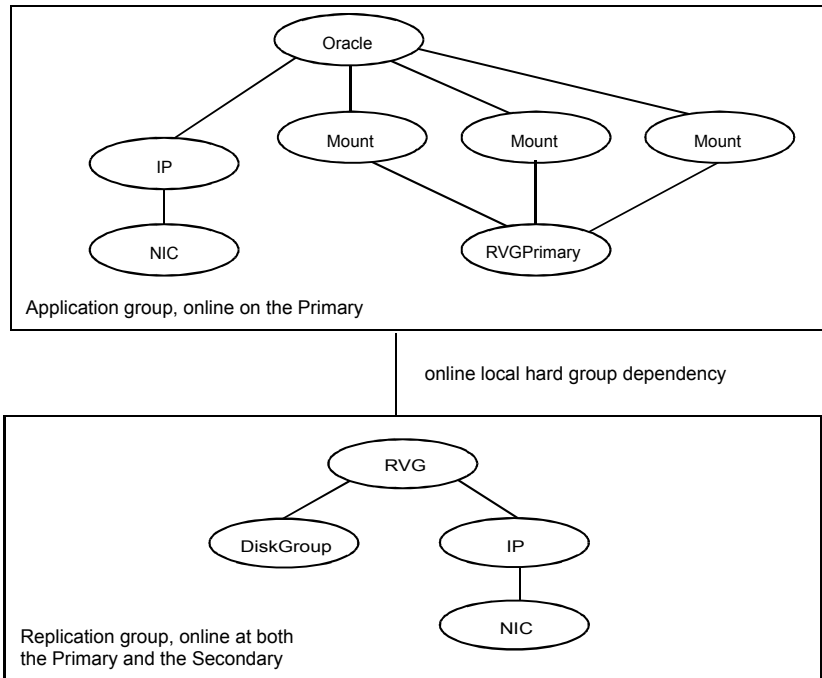 Oracle
Mount
Mount
Mount
IP
NIC
RVGPrimary
Application group, online on the Primary
online local hard group dependency
RVG
DiskGroup
IP
NIC
Replication group, online at both
the Primary and the Secondary